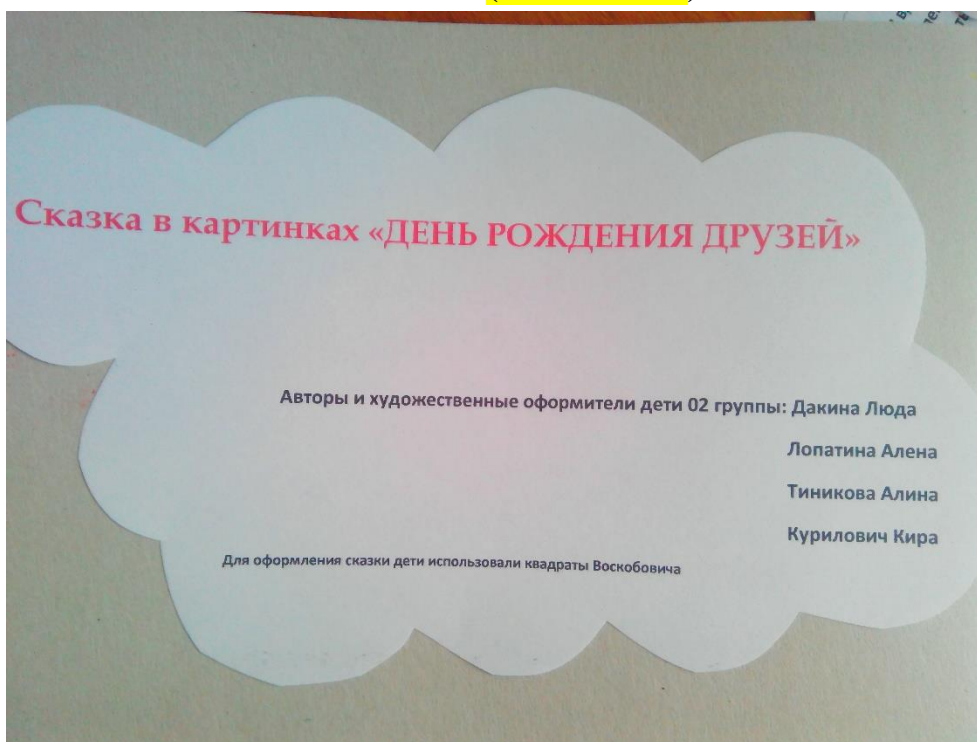 Сказка в картинках «ДЕНЬ РОЖДЕНИЯ ДРУЗЕЙ»
Авторы и художественные оформители дети 02 группы: Дакина Люда
Лопатина Алена
Тиникова Алина
Курилович Кира
Для оформления сказки дети использовали квадраты Воскобовича